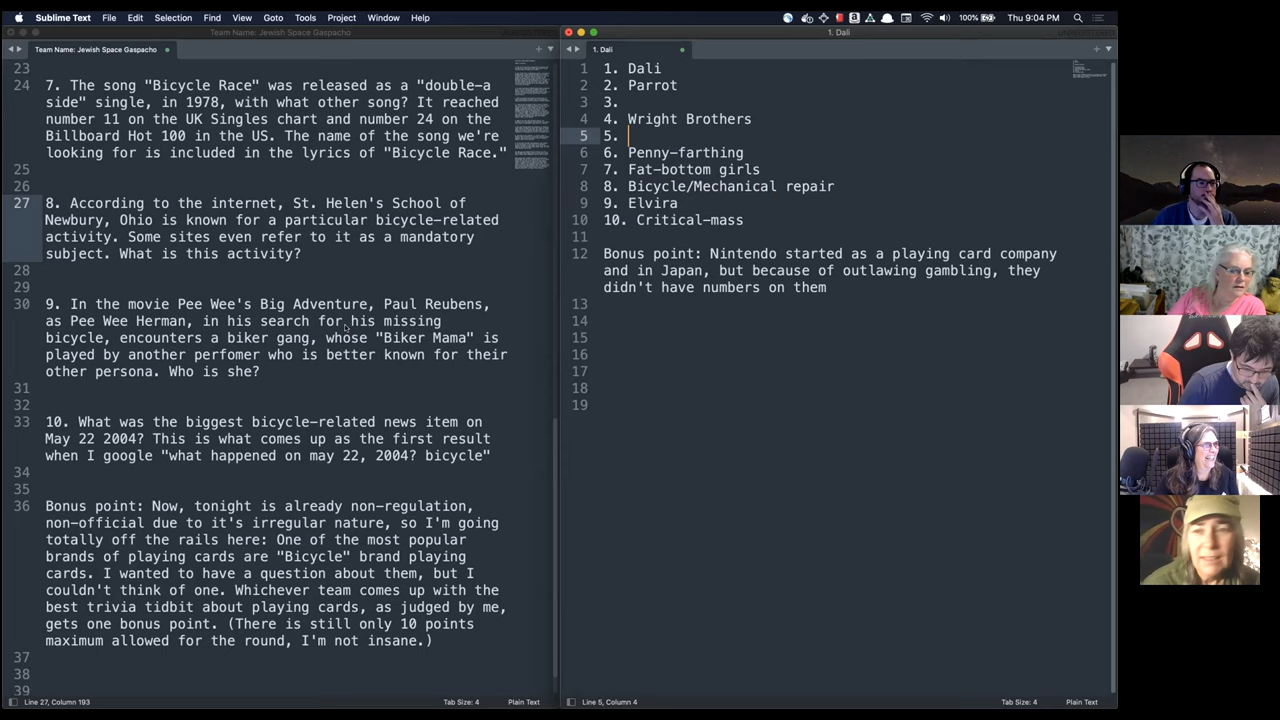 Sublime Text File Edit Selection Find View Goto Tools Project Window Help 100% Thu 9:04 PM
Team Name: Jewish Space Gaspacho
1. Dali
UNREGISTERED
Team Name: Jewish Space Gaspacho
1. Dali
23
24 7. The song "Bicycle Race" was released as a "double-a
side" single, in 1978, with what other song? It reached
number 11 on the UK Singles chart and number 24 on the
Billboard Hot 100 in the US. The name of the song we're
looking for is included in the lyrics of "Bicycle Race."
25
26
27 8. According to the internet, St. Helen's School of
Newbury, Ohio is known for a particular bicycle-related
activity. Some sites even refer to it as a mandatory
subject. What is this activity?
28
29
30 9. In the movie Pee Wee's Big Adventure, Paul Reubens,
as Pee Wee Herman, in his search for his missing
bicycle, encounters a biker gang, whose "Biker Mama" is
played by another perfomer who is better known for their
other persona. Who is she?
31
32
33 10. What was the biggest bicycle-related news item on
May 22 2004? This is what comes up as the first result
when I google "what happened on may 22, 2004? bicycle"
34
35
36 Bonus point: Now, tonight is already non-regulation,
non-official due to it's irregular nature, so I'm going
totally off the rails here: One of the most popular
brands of playing cards are "Bicycle" brand playing
cards. I wanted to have a question about them, but I
couldn't think of one. Whichever team comes up with the
best trivia tidbit about playing cards, as judged by me,
gets one bonus point. (There is still only 10 points
maximum allowed for the round, I'm not insane.)
37
38
39
Line 27, Column 193 Tab Size: 4 Plain Text
1 1. Dali
2 2. Parrot
3 3.
4 4. Wright Brothers
5 5.
6 6. Penny-farthing
7 7. Fat-bottom girls
8 8. Bicycle/Mechanical repair
9 9. Elvira
10 10. Critical-mass
11
12 Bonus point: Nintendo started as a playing card company
and in Japan, but because of outlawing gambling, they
didn't have numbers on them
13
14
15
16
17
18
19
Line 5, Column 4 Tab Size: 4 Plain Text